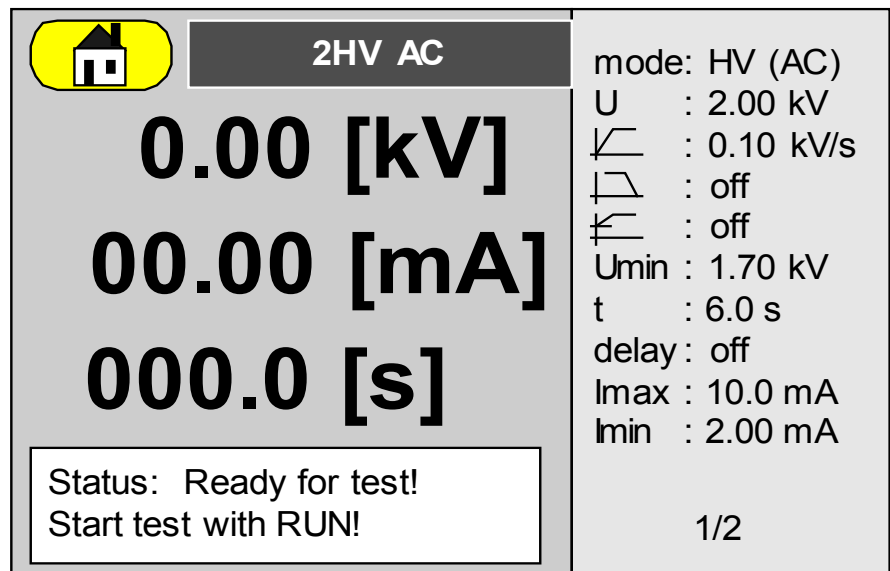 2HV AC
0.00 [kV]
00.00 [mA]
000.0 [s]
Status: Ready for test!
Start test with RUN!
mode: HV (AC)
U : 2.00 kV
: 0.10 kV/s
: off
: off
Umin : 1.70 kV
t : 6.0 s
delay : off
Imax : 10.0 mA
Imin : 2.00 mA
1/2